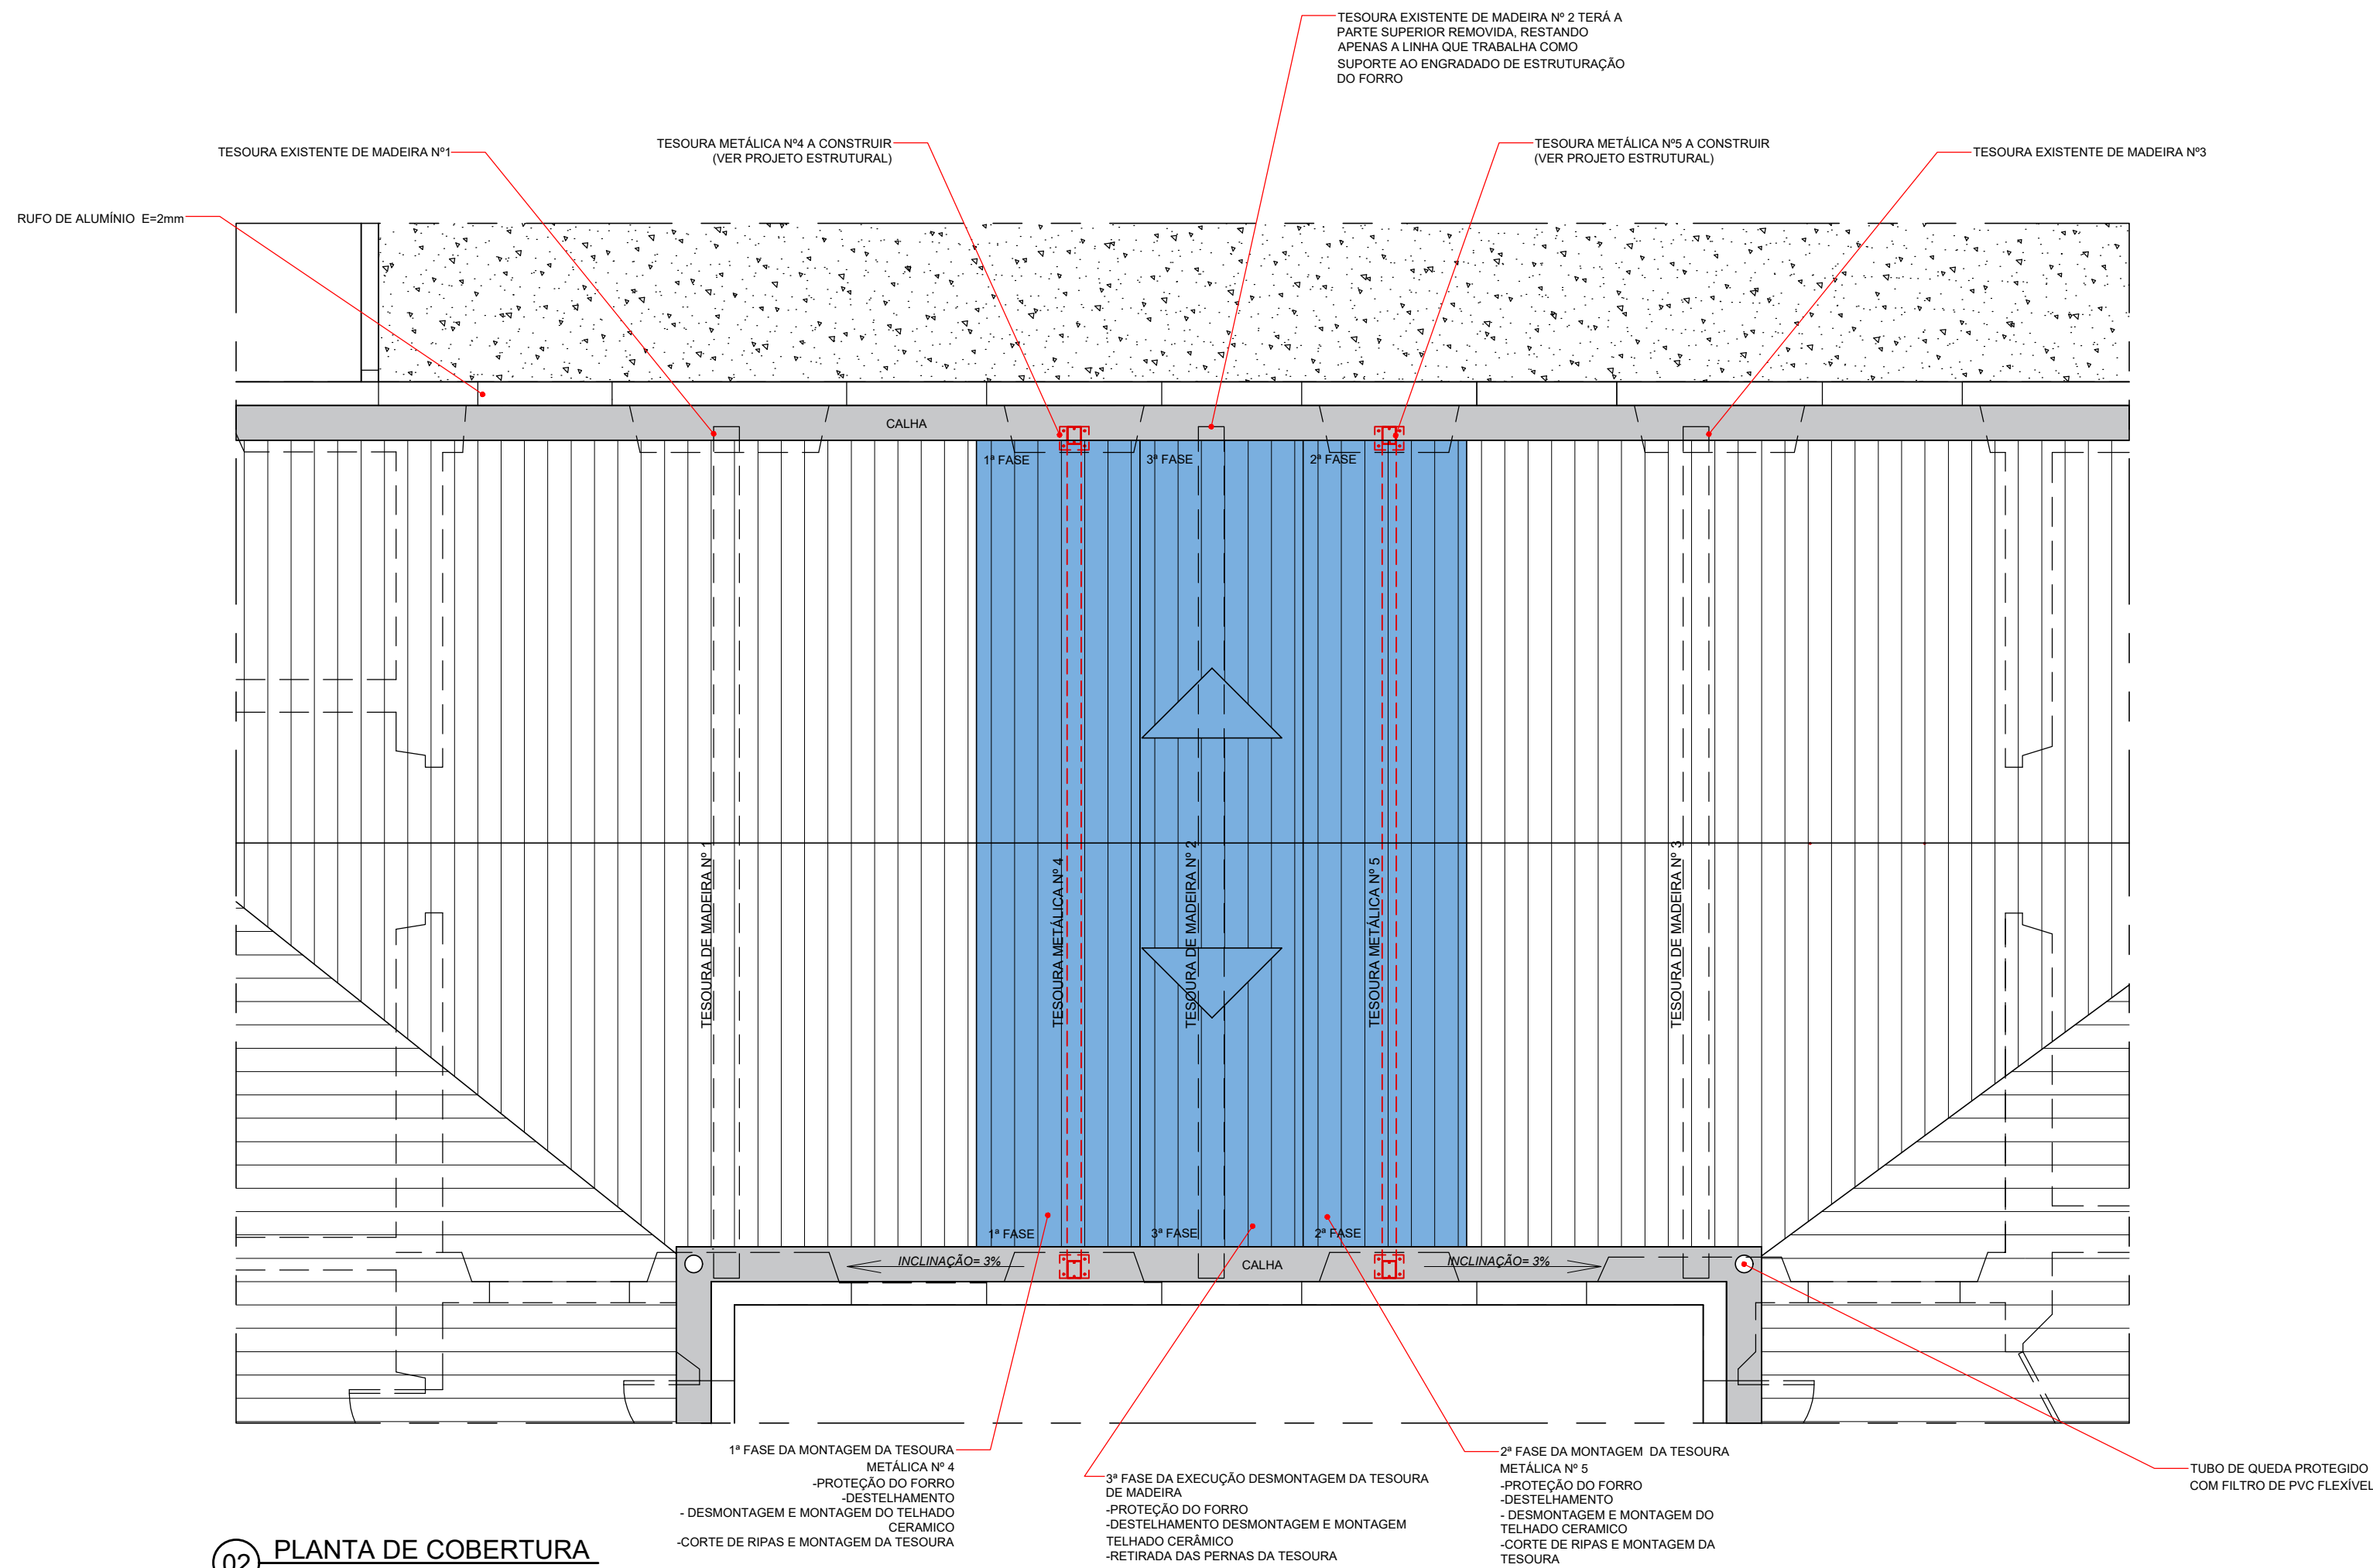 TESOURA EXISTENTE DE MADEIRA Nº 2 TERÁ A
PARTE SUPERIOR REMOVIDA, RESTANDO
APENAS A LINHA QUE TRABALHA COMO
SUPORTE AO ENGRADADO DE ESTRUTURAÇÃO
DO FORRO
TESOURA EXISTENTE DE MADEIRA Nº1
TESOURA METÁLICA Nº4 A CONSTRUIR
(VER PROJETO ESTRUTURAL)
TESOURA METÁLICA Nº5 A CONSTRUIR
(VER PROJETO ESTRUTURAL)
TESOURA EXISTENTE DE MADEIRA Nº3
RUFO DE ALUMÍNIO E=2mm
CALHA
1ª FASE
3ª FASE
2ª FASE
TESOURA DE MADEIRA Nº 1
TESOURA METÁLICA Nº 4
TESOURA DE MADEIRA Nº 2
TESOURA METÁLICA Nº 5
TESOURA DE MADEIRA Nº 3
1ª FASE
3ª FASE
2ª FASE
INCLINAÇÃO= 3%
CALHA
INCLINAÇÃO= 3%
1ª FASE DA MONTAGEM DA TESOURA
METÁLICA Nº 4
-PROTEÇÃO DO FORRO
-DESTELHAMENTO
- DESMONTAGEM E MONTAGEM DO TELHADO
CERAMICO
-CORTE DE RIPAS E MONTAGEM DA TESOURA
3ª FASE DA EXECUÇÃO DESMONTAGEM DA TESOURA
DE MADEIRA
-PROTEÇÃO DO FORRO
-DESTELHAMENTO DESMONTAGEM E MONTAGEM
TELHADO CERÂMICO
-RETIRADA DAS PERNAS DA TESOURA
2ª FASE DA MONTAGEM DA TESOURA
METÁLICA Nº 5
-PROTEÇÃO DO FORRO
-DESTELHAMENTO
- DESMONTAGEM E MONTAGEM DO
TELHADO CERAMICO
-CORTE DE RIPAS E MONTAGEM DA
TESOURA
TUBO DE QUEDA PROTEGIDO
COM FILTRO DE PVC FLEXÍVEL
02 PLANTA DE COBERTURA